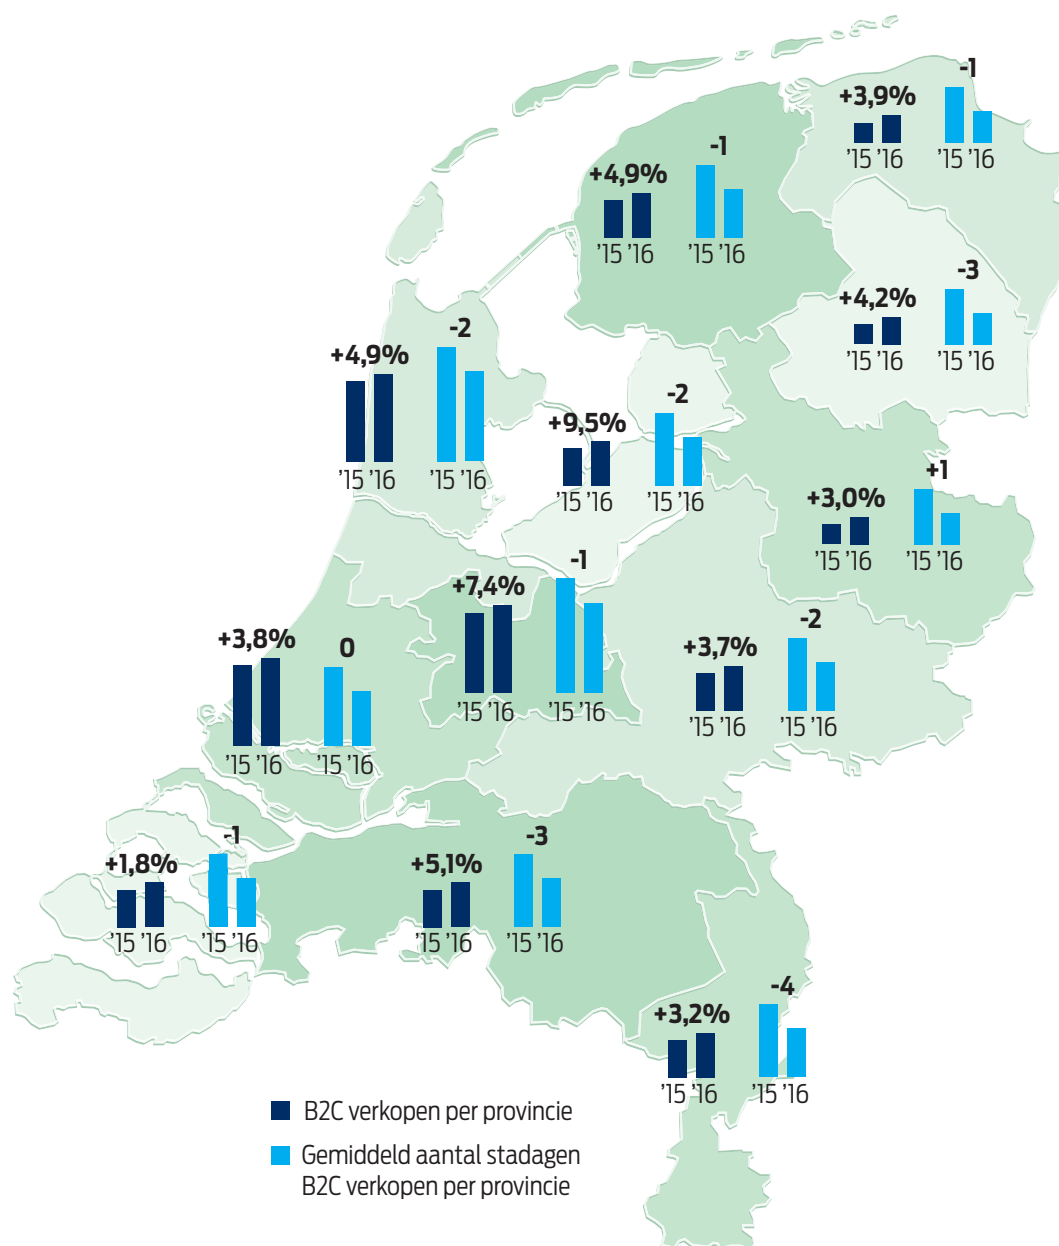 -1
+3,9%
'15 '16 '15 '16
-1
+4,9%
'15 '16 '15 '16
-3
+4,2%
'15 '16 '15 '16
-2
+4,9%
'15 '16 '15 '16
-2
+9,5%
'15 '16 '15 '16
+1
+3,0%
'15 '16 '15 '16
-1
+7,4%
'15 '16 '15 '16
+3,8% 0
'15 '16 '15 '16
-2
+3,7%
'15 '16 '15 '16
-1
+1,8%
'15 '16 '15 '16
-3
+5,1%
'15 '16 '15 '16
-4
+3,2%
'15 '16 '15 '16
B2C verkopen per provincie
Gemiddeld aantal stadagen
B2C verkopen per provincie